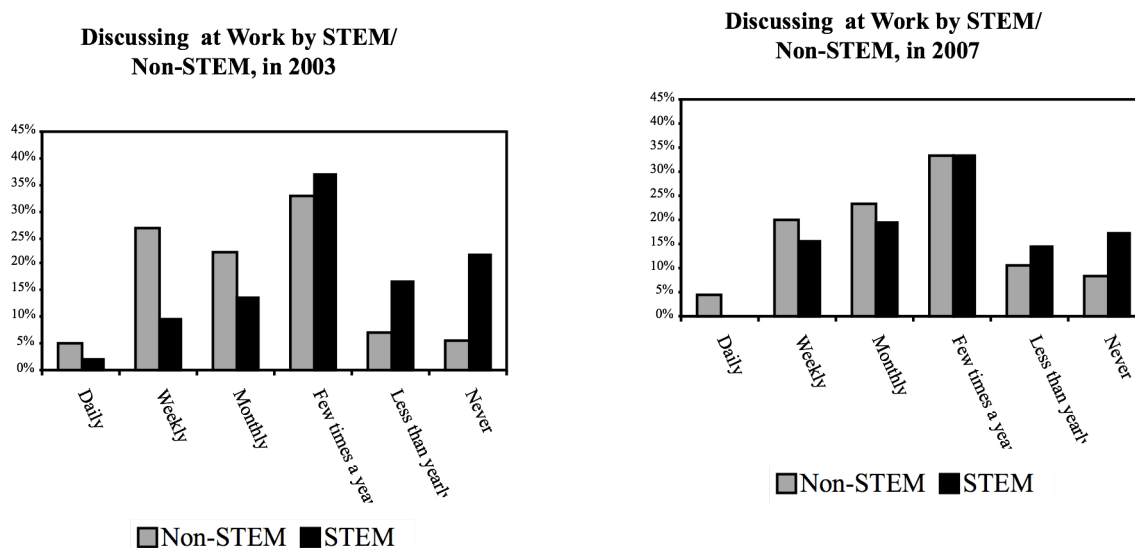 Discussing at Work by STEM/
Non-STEM, in 2003
45%
40%
35%
30%
25%
20%
15%
10%
5%
0%
Daily
Weekly
Monthly
Few times a year
Less than yearly
Never
Non-STEM STEM
Discussing at Work by STEM/
Non-STEM, in 2007
45%
40%
35%
30%
25%
20%
15%
10%
5%
0%
Daily
Weekly
Monthly
Few times a year
Less than yearly
Never
Non-STEM STEM